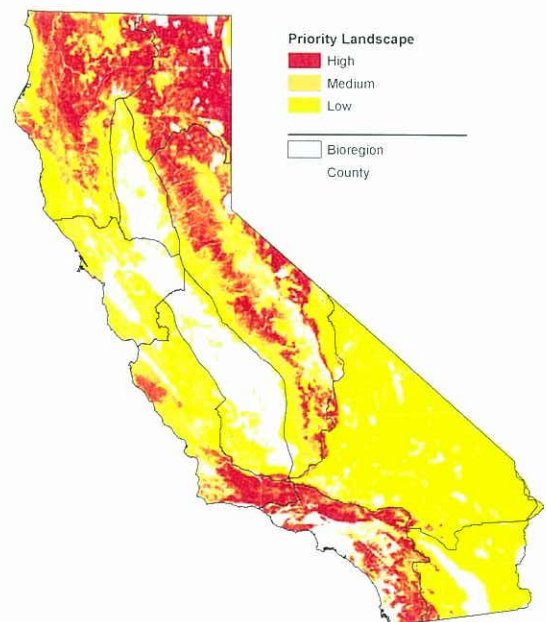 Priority Landscape
High
Medium
Low
Bioregion
County